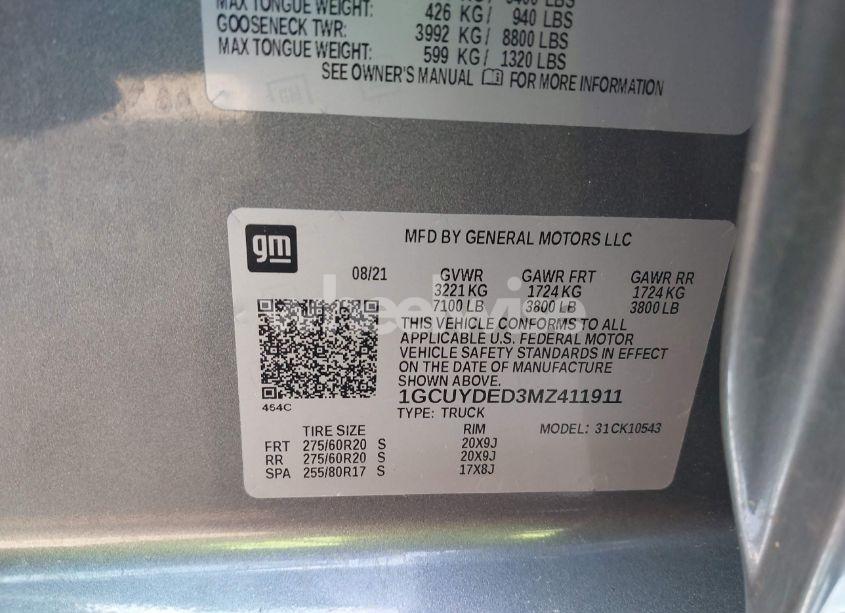 MAX TONGUE WEIGHT: 426 KG / 940 LBS
GOOSENECK TWR: 3992 KG / 8800 LBS
MAX TONGUE WEIGHT: 599 KG / 1320 LBS
SEE OWNER'S MANUAL FOR MORE INFORMATION
gm
MFD BY GENERAL MOTORS LLC
08/21 GVWR GAWR FRT GAWR RR
3221 KG 1724 KG 1724 KG
7100 LB 3800 LB 3800 LB
THIS VEHICLE CONFORMS TO ALL
APPLICABLE U.S. FEDERAL MOTOR
VEHICLE SAFETY STANDARDS IN EFFECT
ON THE DATE OF MANUFACTURE
SHOWN ABOVE.
1GCUYDED3MZ411911
454C
TYPE: TRUCK
TIRE SIZE RIM MODEL: 31CK10543
FRT 275/60R20 S 20X9J
RR 275/60R20 S 20X9J
SPA 255/80R17 S 17X8J